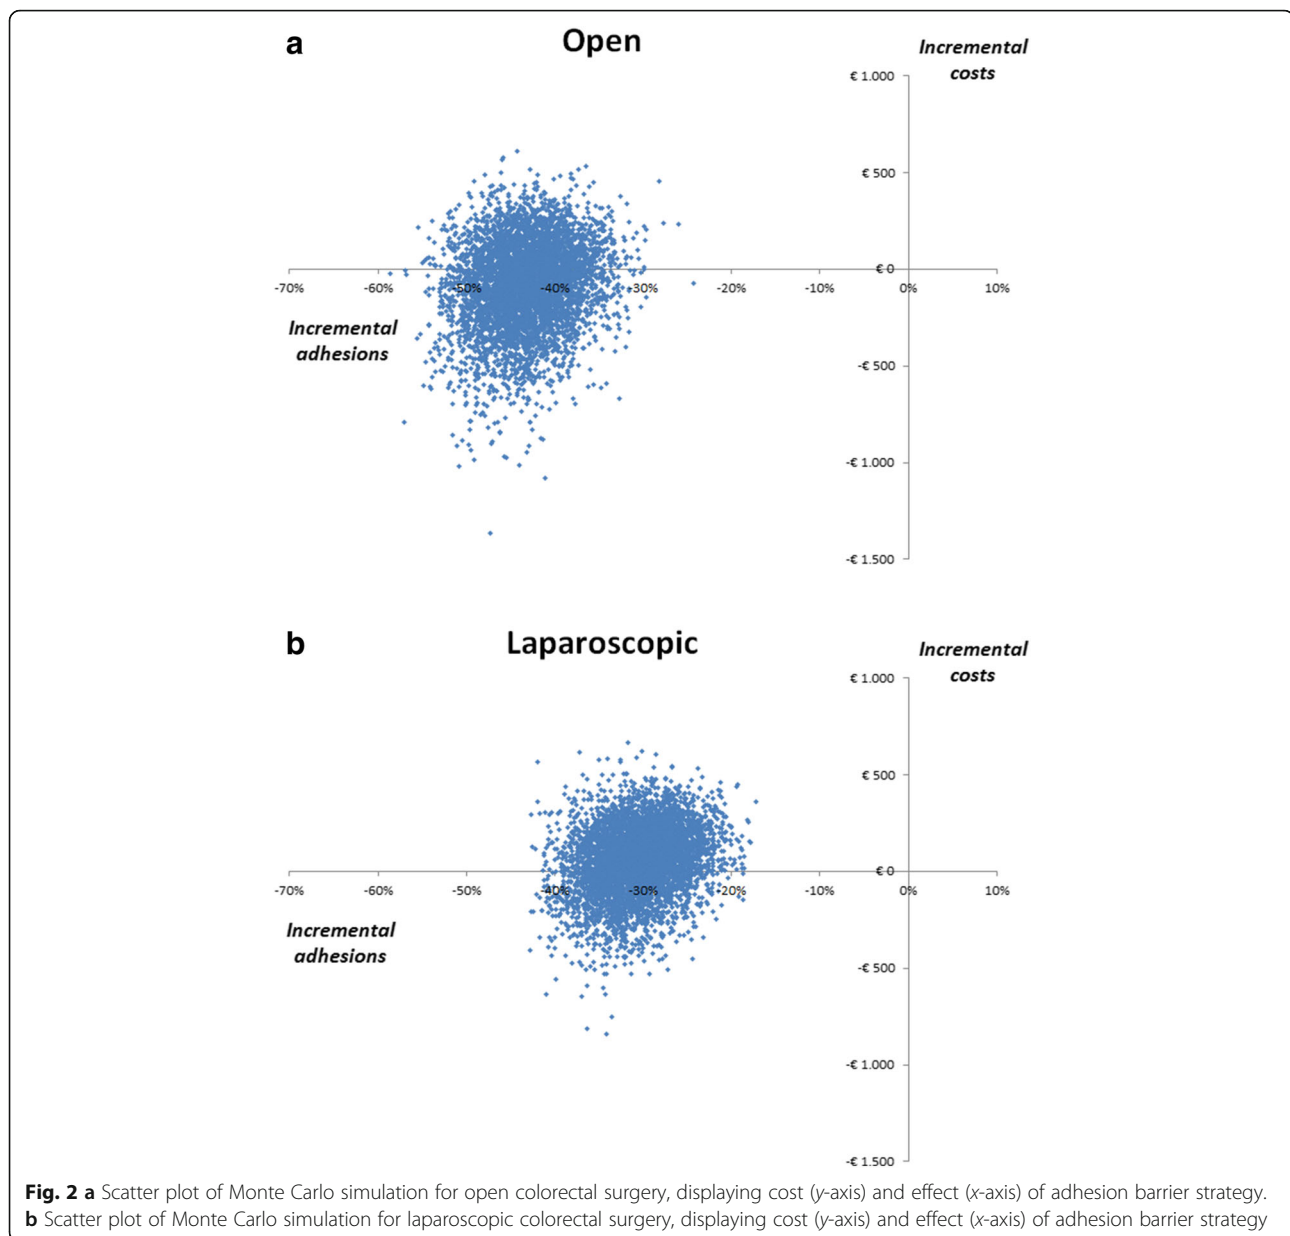 a
Open
Incremental
costs
€ 1.000
€ 500
€ 0
-70%
-60%
-50%
-40%
-30%
-20%
-10%
0%
10%
Incremental
adhesions
-€ 500
-€ 1.000
-€ 1.500
b
Laparoscopic
Incremental
costs
€ 1.000
€ 500
€ 0
-70%
-60%
-50%
-40%
-30%
-20%
-10%
0%
10%
Incremental
adhesions
-€ 500
-€ 1.000
-€ 1.500
Fig. 2 a Scatter plot of Monte Carlo simulation for open colorectal surgery, displaying cost (y-axis) and effect (x-axis) of adhesion barrier strategy.
b Scatter plot of Monte Carlo simulation for laparoscopic colorectal surgery, displaying cost (y-axis) and effect (x-axis) of adhesion barrier strategy